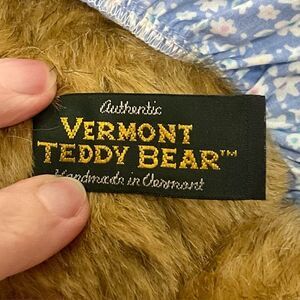 Authentic
VERMONT
TEDDY BEAR™
Handmade in Vermont